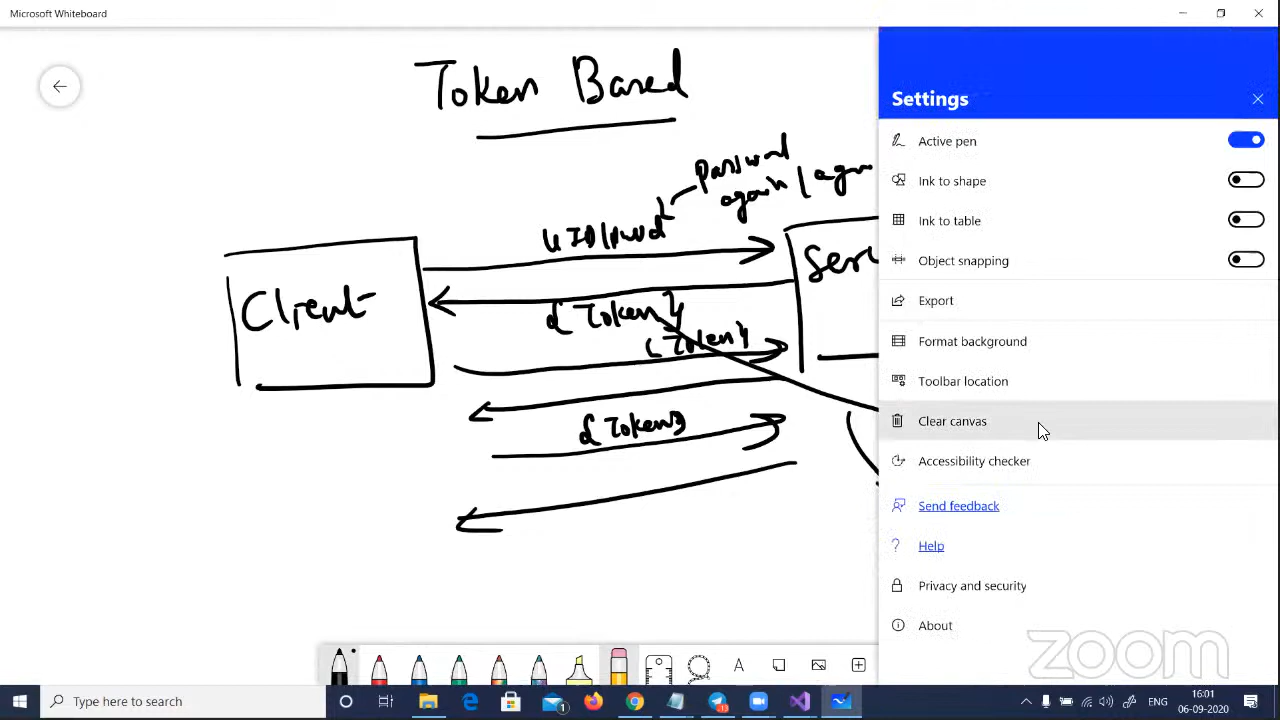 Microsoft Whiteboard
Token Based
Settings
Active pen
password
Ink to shape
again /
Ink to table
UID/pwd
Client
Object snapping
{Token}
Export
{Token}
Format background
Toolbar location
{Token}
Clear canvas
Accessibility checker
Send feedback
Help
Privacy and security
About
zoom
Type here to search
ENG
16:01
06-09-2020